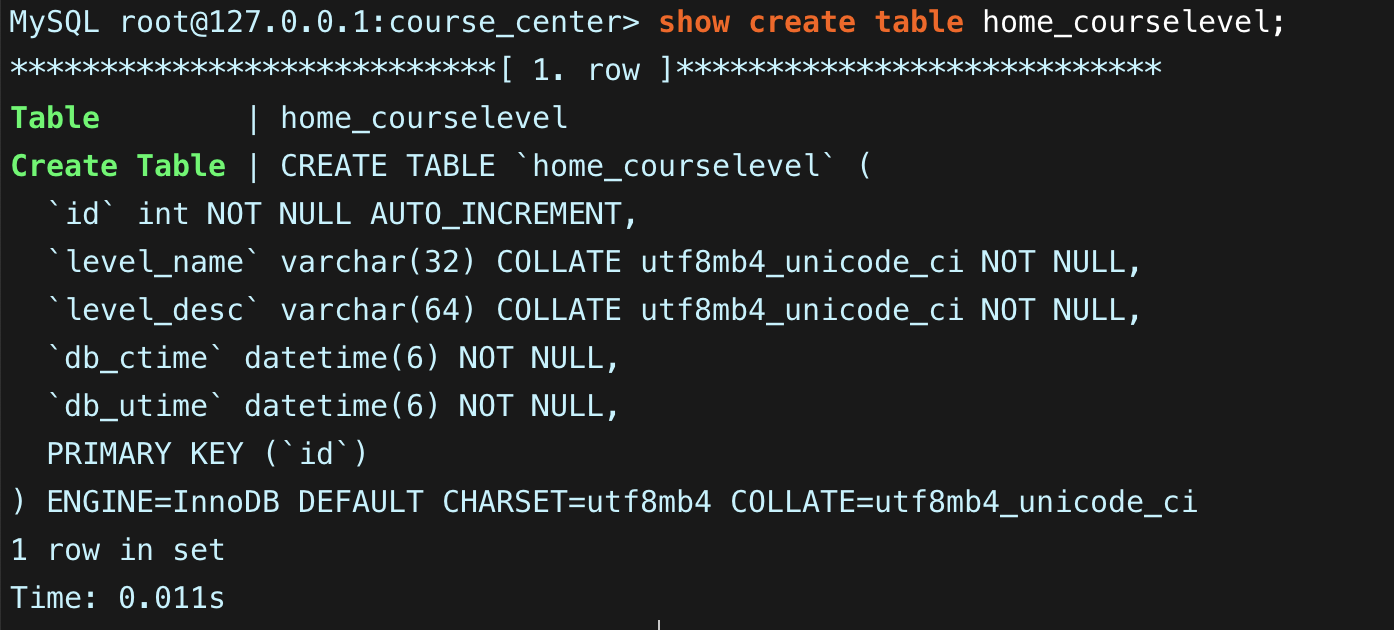 MySQL root@127.0.0.1:course_center> show create table home_courselevel;
***************************[ 1. row ]***************************
Table        | home_courselevel
Create Table | CREATE TABLE `home_courselevel` (
  `id` int NOT NULL AUTO_INCREMENT,
  `level_name` varchar(32) COLLATE utf8mb4_unicode_ci NOT NULL,
  `level_desc` varchar(64) COLLATE utf8mb4_unicode_ci NOT NULL,
  `db_ctime` datetime(6) NOT NULL,
  `db_utime` datetime(6) NOT NULL,
  PRIMARY KEY (`id`)
) ENGINE=InnoDB DEFAULT CHARSET=utf8mb4 COLLATE=utf8mb4_unicode_ci
1 row in set
Time: 0.011s